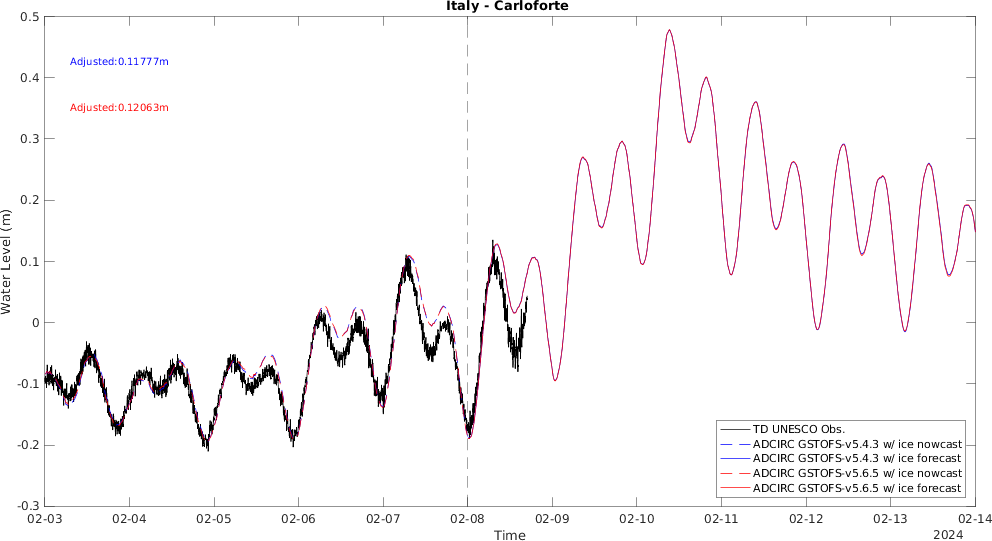 Italy - Carloforte
Adjusted:0.11777m
Adjusted:0.12063m
Water Level (m)
0.5
0.4
0.3
0.2
0.1
0
-0.1
-0.2
-0.3
TD UNESCO Obs.
ADCIRC GSTOFS-v5.4.3 w/ ice nowcast
ADCIRC GSTOFS-v5.4.3 w/ ice forecast
ADCIRC GSTOFS-v5.6.5 w/ ice nowcast
ADCIRC GSTOFS-v5.6.5 w/ ice forecast
02-03 02-04 02-05 02-06 02-07 02-08 02-09 02-10 02-11 02-12 02-13 02-14
Time
2024